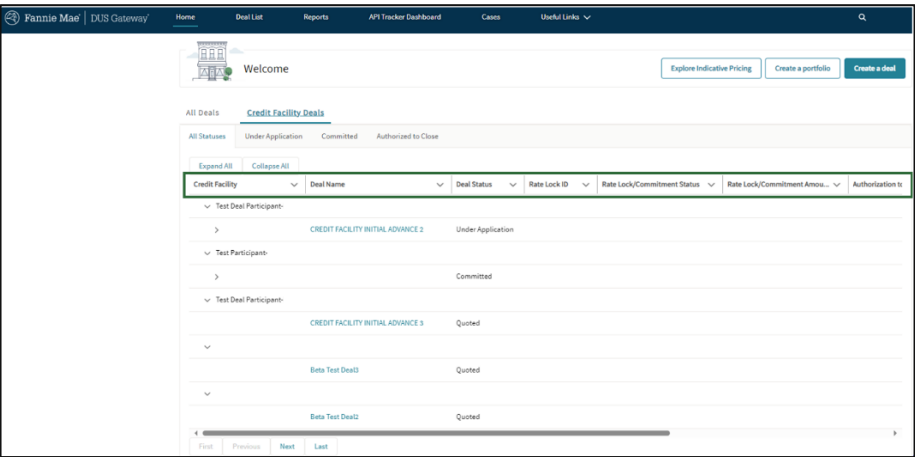 Fannie Mae | DUS Gateway Home Deal List Reports API Tracker Dashboard Cases Useful Links
Welcome Explore Indicative Pricing Create a portfolio Create a deal
All Deals Credit Facility Deals
All Statuses Under Application Committed Authorized to Close
Expand All Collapse All
Credit Facility Deal Name Deal Status Rate Lock ID Rate Lock/Commitment Status Rate Lock/Commitment Amou... Authorization to
Test Deal Participant-
CREDIT FACILITY INITIAL ADVANCE 2 Under Application
Test Participant-
Committed
Test Deal Participant-
CREDIT FACILITY INITIAL ADVANCE 3 Quoted
Beta Test Deal3 Quoted
Beta Test Deal2 Quoted
First Previous Next Last